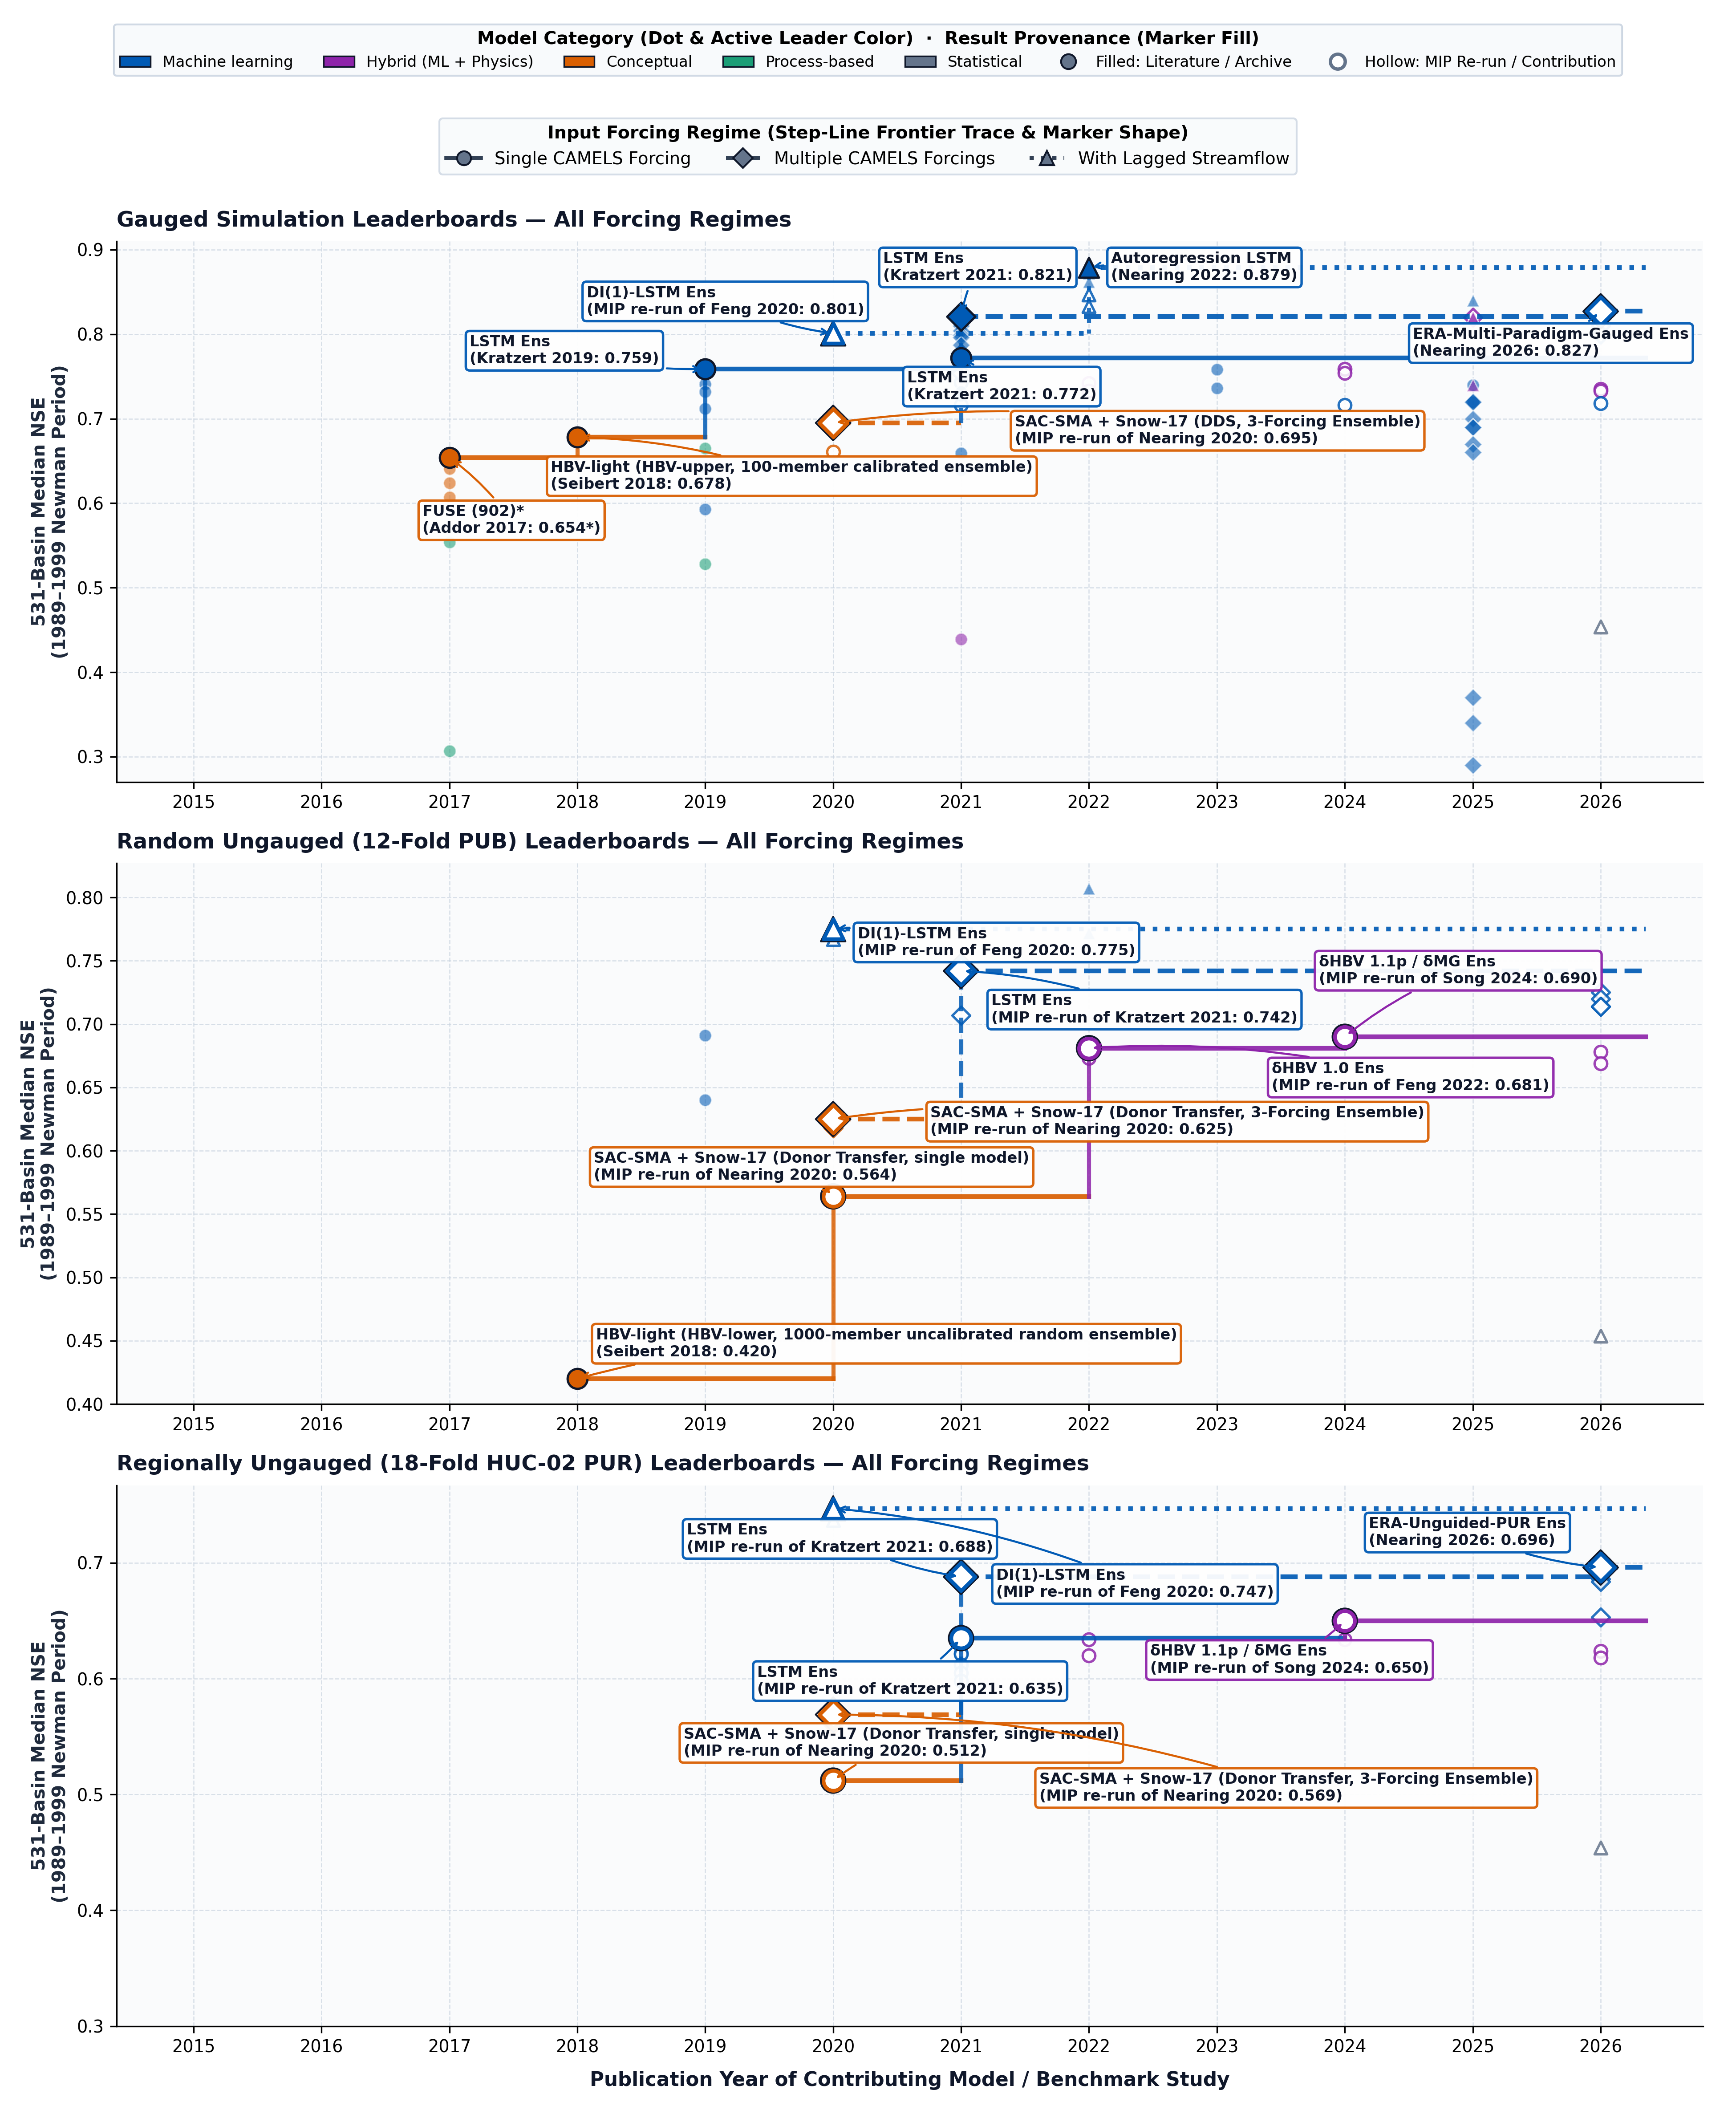 Model Category (Dot & Active Leader Color)  ·  Result Provenance (Marker Fill)
Machine learning
Hybrid (ML + Physics)
Conceptual
Process-based
Statistical
Filled: Literature / Archive
Hollow: MIP Re-run / Contribution
Input Forcing Regime (Step-Line Frontier Trace & Marker Shape)
Single CAMELS Forcing
Multiple CAMELS Forcings
With Lagged Streamflow
Gauged Simulation Leaderboards — All Forcing Regimes
531-Basin Median NSE
(1989–1999 Newman Period)
0.9
0.8
0.7
0.6
0.5
0.4
0.3
LSTM Ens
(Kratzert 2021: 0.821)
Autoregression LSTM
(Nearing 2022: 0.879)
DI(1)-LSTM Ens
(MIP re-run of Feng 2020: 0.801)
LSTM Ens
(Kratzert 2019: 0.759)
ERA-Multi-Paradigm-Gauged Ens
(Nearing 2026: 0.827)
LSTM Ens
(Kratzert 2021: 0.772)
SAC-SMA + Snow-17 (DDS, 3-Forcing Ensemble)
(MIP re-run of Nearing 2020: 0.695)
HBV-light (HBV-upper, 100-member calibrated ensemble)
(Seibert 2018: 0.678)
FUSE (902)*
(Addor 2017: 0.654*)
2015 2016 2017 2018 2019 2020 2021 2022 2023 2024 2025 2026
Random Ungauged (12-Fold PUB) Leaderboards — All Forcing Regimes
531-Basin Median NSE
(1989–1999 Newman Period)
0.80
0.75
0.70
0.65
0.60
0.55
0.50
0.45
0.40
DI(1)-LSTM Ens
(MIP re-run of Feng 2020: 0.775)
δHBV 1.1p / δMG Ens
(MIP re-run of Song 2024: 0.690)
LSTM Ens
(MIP re-run of Kratzert 2021: 0.742)
δHBV 1.0 Ens
(MIP re-run of Feng 2022: 0.681)
SAC-SMA + Snow-17 (Donor Transfer, 3-Forcing Ensemble)
(MIP re-run of Nearing 2020: 0.625)
SAC-SMA + Snow-17 (Donor Transfer, single model)
(MIP re-run of Nearing 2020: 0.564)
HBV-light (HBV-lower, 1000-member uncalibrated random ensemble)
(Seibert 2018: 0.420)
2015 2016 2017 2018 2019 2020 2021 2022 2023 2024 2025 2026
Regionally Ungauged (18-Fold HUC-02 PUR) Leaderboards — All Forcing Regimes
531-Basin Median NSE
(1989–1999 Newman Period)
0.7
0.6
0.5
0.4
0.3
LSTM Ens
(MIP re-run of Kratzert 2021: 0.688)
ERA-Unguided-PUR Ens
(Nearing 2026: 0.696)
DI(1)-LSTM Ens
(MIP re-run of Feng 2020: 0.747)
δHBV 1.1p / δMG Ens
(MIP re-run of Song 2024: 0.650)
LSTM Ens
(MIP re-run of Kratzert 2021: 0.635)
SAC-SMA + Snow-17 (Donor Transfer, single model)
(MIP re-run of Nearing 2020: 0.512)
SAC-SMA + Snow-17 (Donor Transfer, 3-Forcing Ensemble)
(MIP re-run of Nearing 2020: 0.569)
2015 2016 2017 2018 2019 2020 2021 2022 2023 2024 2025 2026
Publication Year of Contributing Model / Benchmark Study